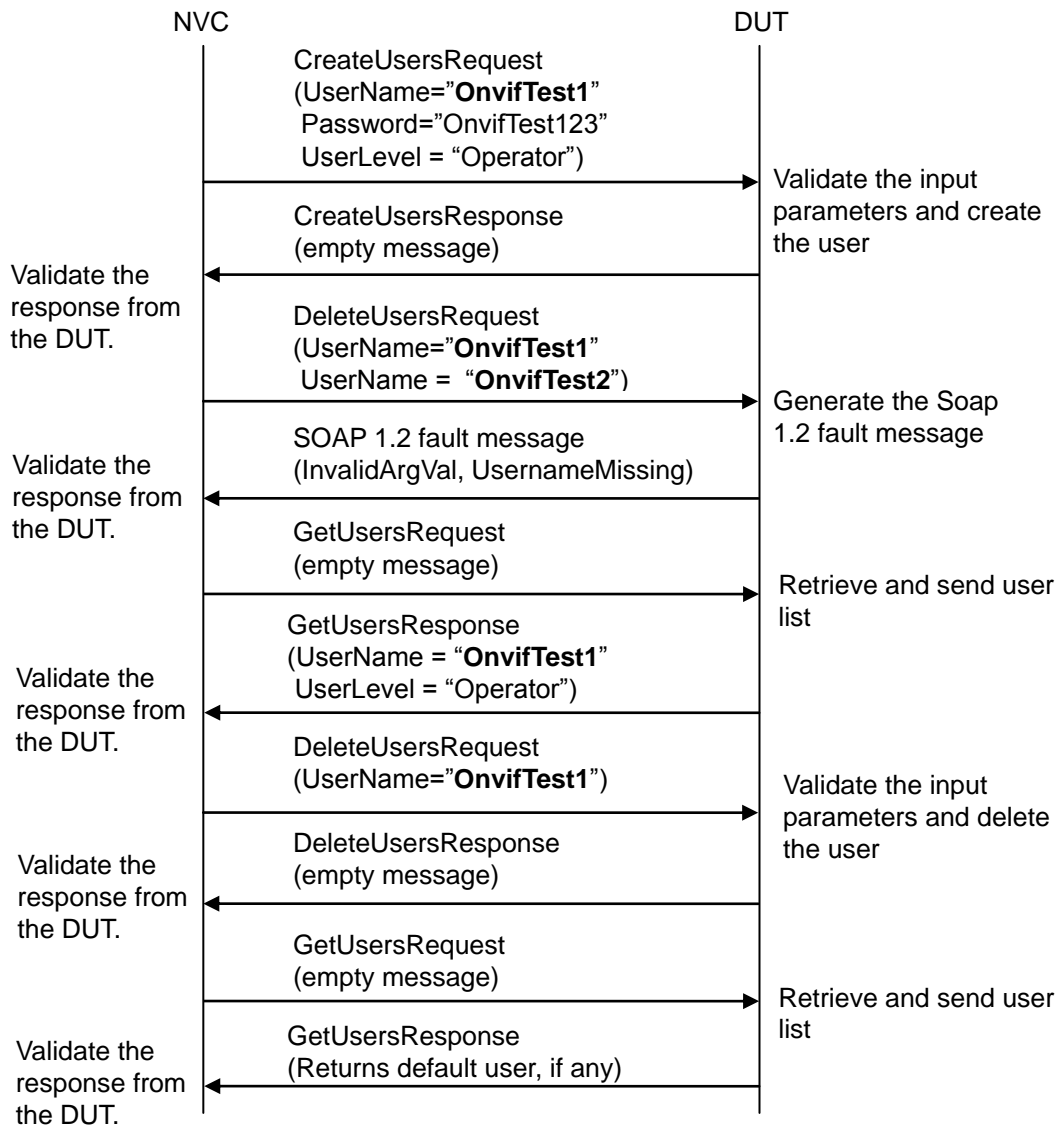 NVC
DUT
CreateUsersRequest
(UserName=”OnvifTest1”
Password=”OnvifTest123”
UserLevel = “Operator”)
Validate the input
parameters and create
the user
CreateUsersResponse
(empty message)
Validate the
response from
the DUT.
DeleteUsersRequest
(UserName=”OnvifTest1”
UserName = “OnvifTest2”)
Generate the Soap
1.2 fault message
SOAP 1.2 fault message
(InvalidArgVal, UsernameMissing)
Validate the
response from
the DUT.
GetUsersRequest
(empty message)
Retrieve and send user
list
GetUsersResponse
(UserName = “OnvifTest1”
UserLevel = “Operator”)
Validate the
response from
the DUT.
DeleteUsersRequest
(UserName=”OnvifTest1”)
Validate the input
parameters and delete
the user
DeleteUsersResponse
(empty message)
Validate the
response from
the DUT.
GetUsersRequest
(empty message)
Retrieve and send user
list
GetUsersResponse
(Returns default user, if any)
Validate the
response from
the DUT.